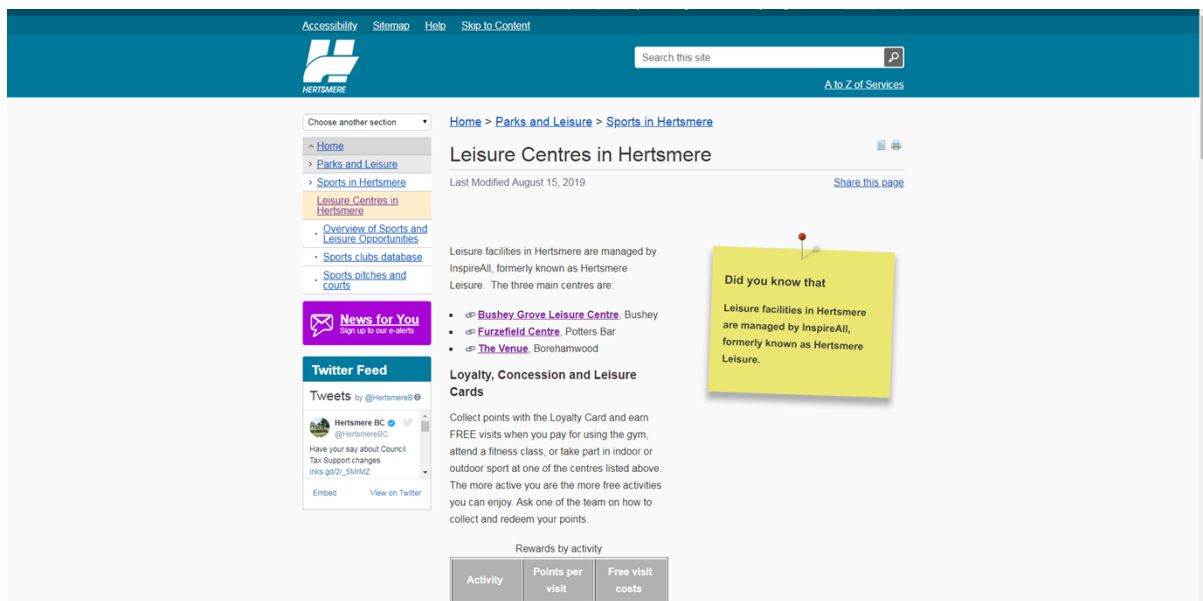 Accessibility Sitemap Help Skip to Content
HERTSMERE
Search this site
A to Z of Services
Choose another section
Home
Parks and Leisure
Sports in Hertsmere
Leisure Centres in
Hertsmere
Overview of Sports and
Leisure Opportunities
Sports clubs database
Sports pitches and
courts
News for You
Sign up to our e-alerts
Twitter Feed
Tweets by @HertsmereB
Hertsmere BC
@HertsmereBC
Have your say about Council
Tax Support changes
lnks.gd/2/_5MrMZ
Embed View on Twitter
Home > Parks and Leisure > Sports in Hertsmere
Leisure Centres in Hertsmere
Last Modified August 15, 2019
Share this page
Leisure facilities in Hertsmere are managed by
InspireAll, formerly known as Hertsmere
Leisure. The three main centres are:
Bushey Grove Leisure Centre, Bushey
Furzefield Centre, Potters Bar
The Venue, Borehamwood
Loyalty, Concession and Leisure
Cards
Collect points with the Loyalty Card and earn
FREE visits when you pay for using the gym,
attend a fitness class, or take part in indoor or
outdoor sport at one of the centres listed above.
The more active you are the more free activities
you can enjoy. Ask one of the team on how to
collect and redeem your points.
Rewards by activity
Activity
Points per
visit
Free visit
costs
Did you know that
Leisure facilities in Hertsmere
are managed by InspireAll,
formerly known as Hertsmere
Leisure.